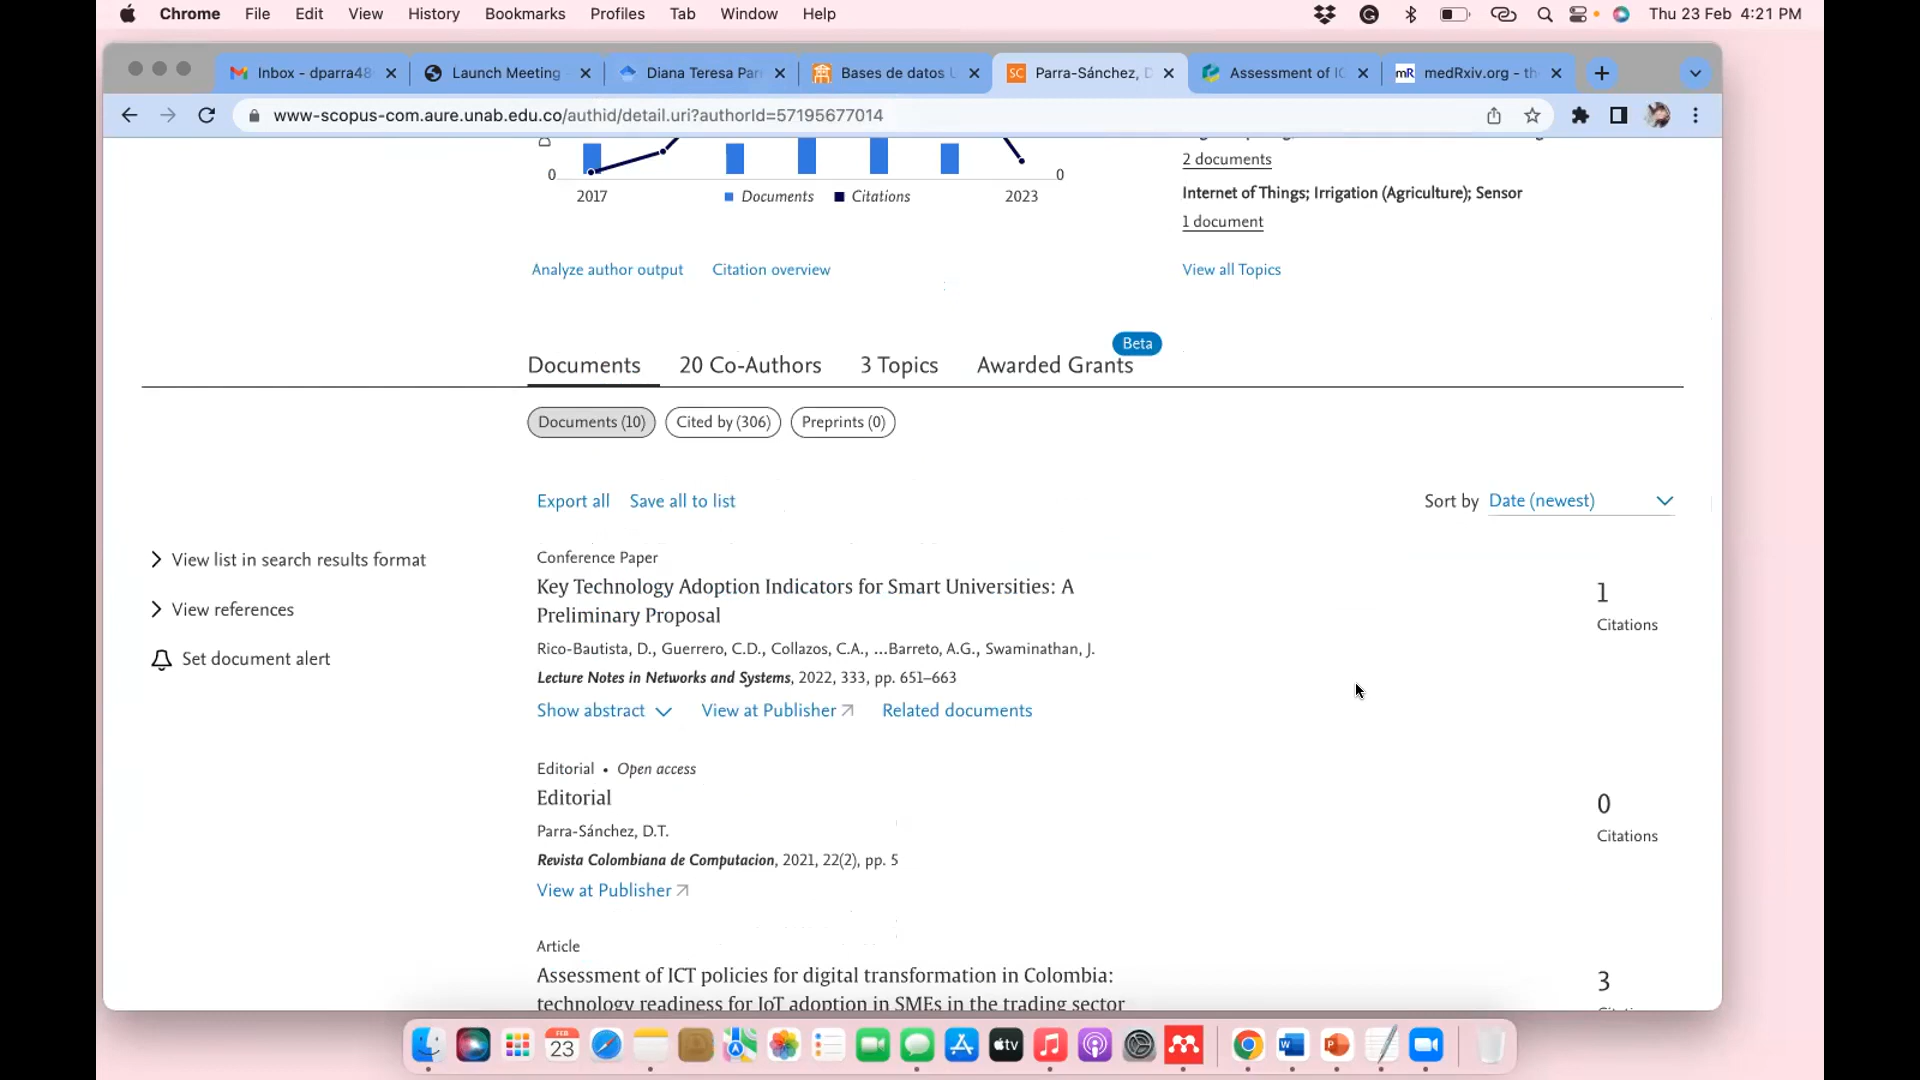 Chrome File Edit View History Bookmarks Profiles Tab Window Help Thu 23 Feb 4:21 PM
Inbox - dparra48 Launch Meeting Diana Teresa Par Bases de datos U SC Parra-Sánchez, D Assessment of IC mR medRxiv.org - th
www-scopus-com.aure.unab.edu.co/authid/detail.uri?authorId=57195677014
2 documents
0 0
2017 Documents Citations 2023
Internet of Things; Irrigation (Agriculture); Sensor
1 document
Analyze author output Citation overview View all Topics
Beta
Documents 20 Co-Authors 3 Topics Awarded Grants
Documents (10) Cited by (306) Preprints (0)
Export all Save all to list Sort by Date (newest)
View list in search results format
View references
Set document alert
Conference Paper
Key Technology Adoption Indicators for Smart Universities: A
Preliminary Proposal
Rico-Bautista, D., Guerrero, C.D., Collazos, C.A., ...Barreto, A.G., Swaminathan, J.
Lecture Notes in Networks and Systems, 2022, 333, pp. 651–663
Show abstract View at Publisher Related documents
1
Citations
Editorial • Open access
Editorial
Parra-Sánchez, D.T.
Revista Colombiana de Computacion, 2021, 22(2), pp. 5
View at Publisher
0
Citations
Article
Assessment of ICT policies for digital transformation in Colombia:
technology readiness for IoT adoption in SMEs in the trading sector
3
FEB
23
tv
W
P